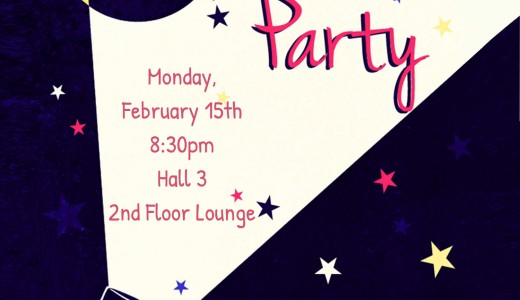 Party
Monday,
February 15th
8:30pm
Hall 3
2nd Floor Lounge